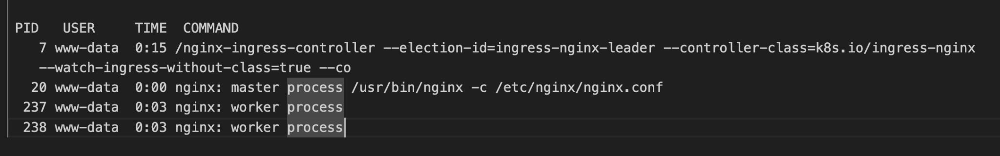 PID   USER     TIME  COMMAND
    7 www-data  0:15 /nginx-ingress-controller --election-id=ingress-nginx-leader --controller-class=k8s.io/ingress-nginx
    --watch-ingress-without-class=true --co
   20 www-data  0:00 nginx: master process /usr/bin/nginx -c /etc/nginx/nginx.conf
  237 www-data  0:03 nginx: worker process
  238 www-data  0:03 nginx: worker process